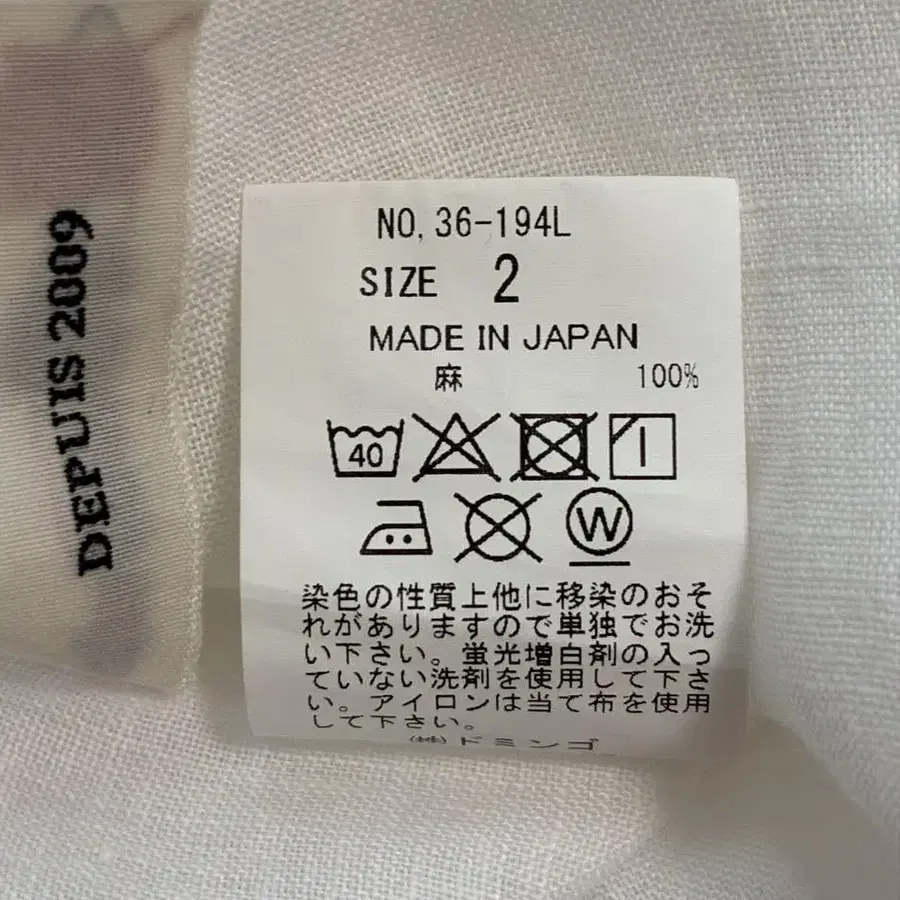 DEPUIS 2009
NO, 36-194L
SIZE 2
MADE IN JAPAN
麻 100%
40
W
染色の性質上他に移染のおそ
れがありますので単独でお洗
い下さい。蛍光増白剤の入っ
ていない洗剤を使用して下さ
い。アイロンは当て布を使用
して下さい。
㈱ドミンゴ